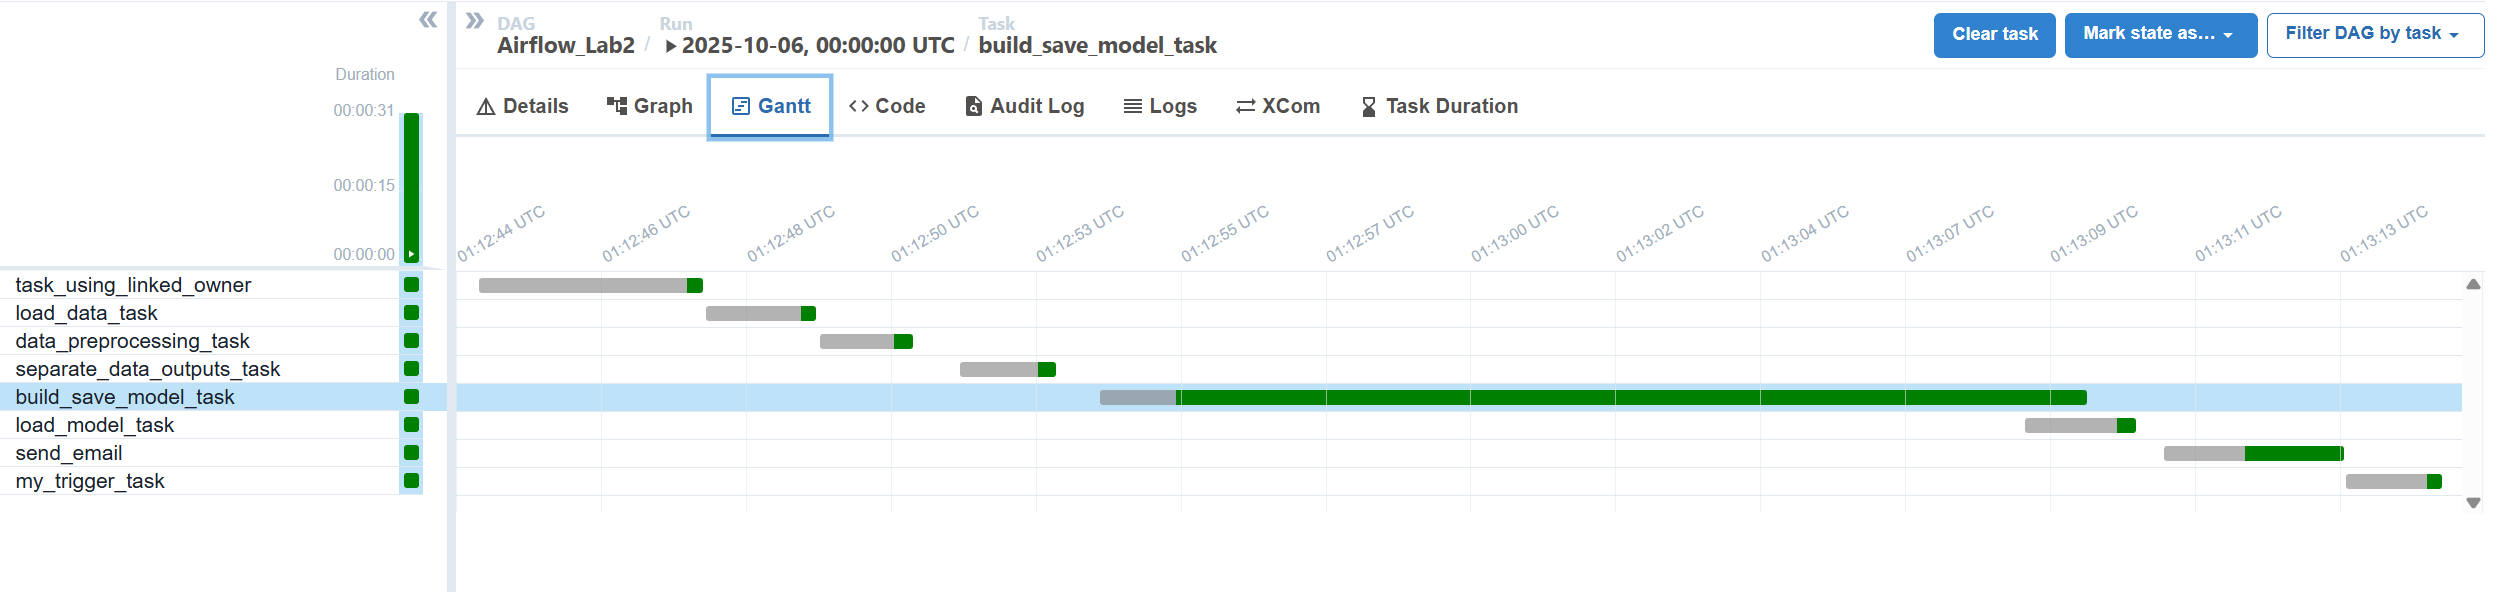 DAG Run Task
Airflow_Lab2 / 2025-10-06, 00:00:00 UTC / build_save_model_task
Clear task Mark state as... Filter DAG by task
Details Graph Gantt Code Audit Log Logs XCom Task Duration
Duration
00:00:31
00:00:15
00:00:00
01:12:44 UTC 01:12:46 UTC 01:12:48 UTC 01:12:50 UTC 01:12:53 UTC 01:12:55 UTC 01:12:57 UTC 01:13:00 UTC 01:13:02 UTC 01:13:04 UTC 01:13:07 UTC 01:13:09 UTC 01:13:11 UTC 01:13:13 UTC
task_using_linked_owner
load_data_task
data_preprocessing_task
separate_data_outputs_task
build_save_model_task
load_model_task
send_email
my_trigger_task